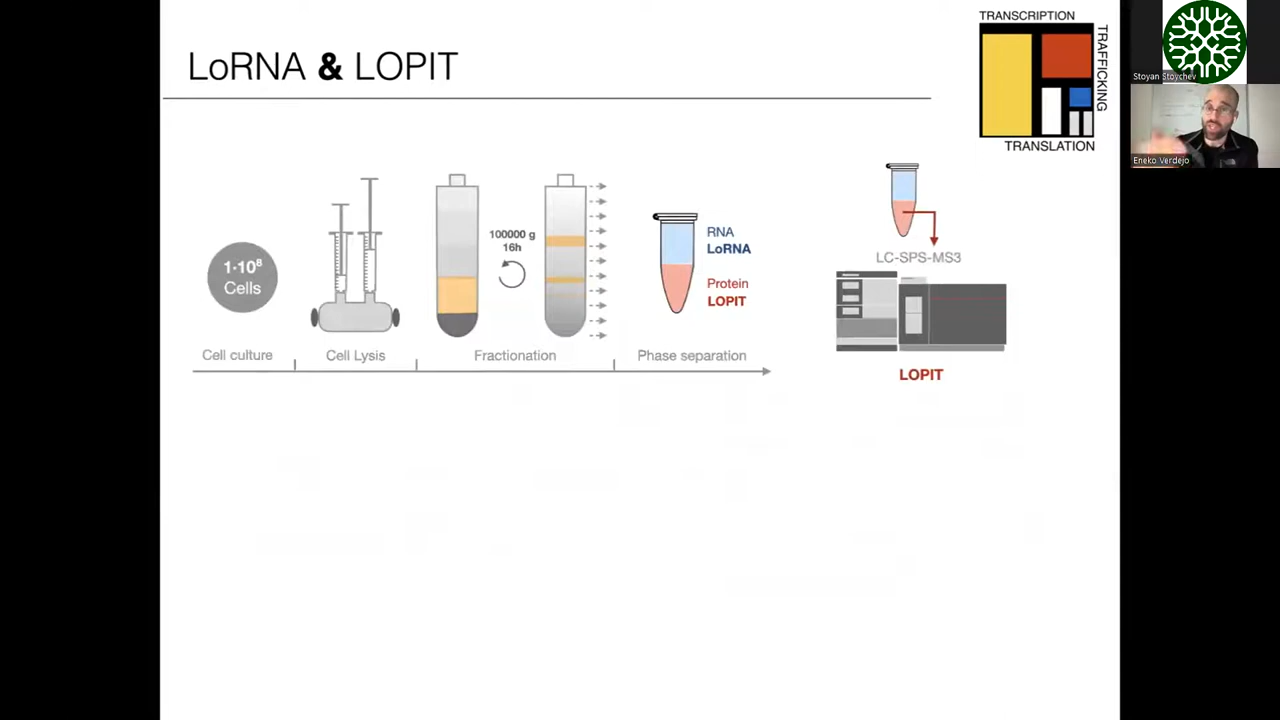 LoRNA & LOPIT
TRANSCRIPTION
TRAFFICKING
TRANSLATION
Stoyan Stoychev
Eneko Verdejo
1·10⁸
Cells
100000 g
16h
RNA
LoRNA
Protein
LOPIT
Cell culture
Cell Lysis
Fractionation
Phase separation
LC-SPS-MS3
LOPIT